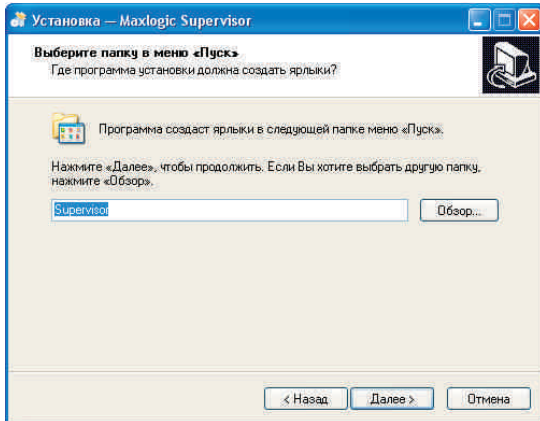 Установка — Maxlogic Supervisor
Выберите папку в меню «Пуск»
Где программа установки должна создать ярлыки?
Программа создаст ярлыки в следующей папке меню «Пуск».
Нажмите «Далее», чтобы продолжить. Если Вы хотите выбрать другую папку,
нажмите «Обзор».
Supervisor
Обзор...
< Назад
Далее >
Отмена